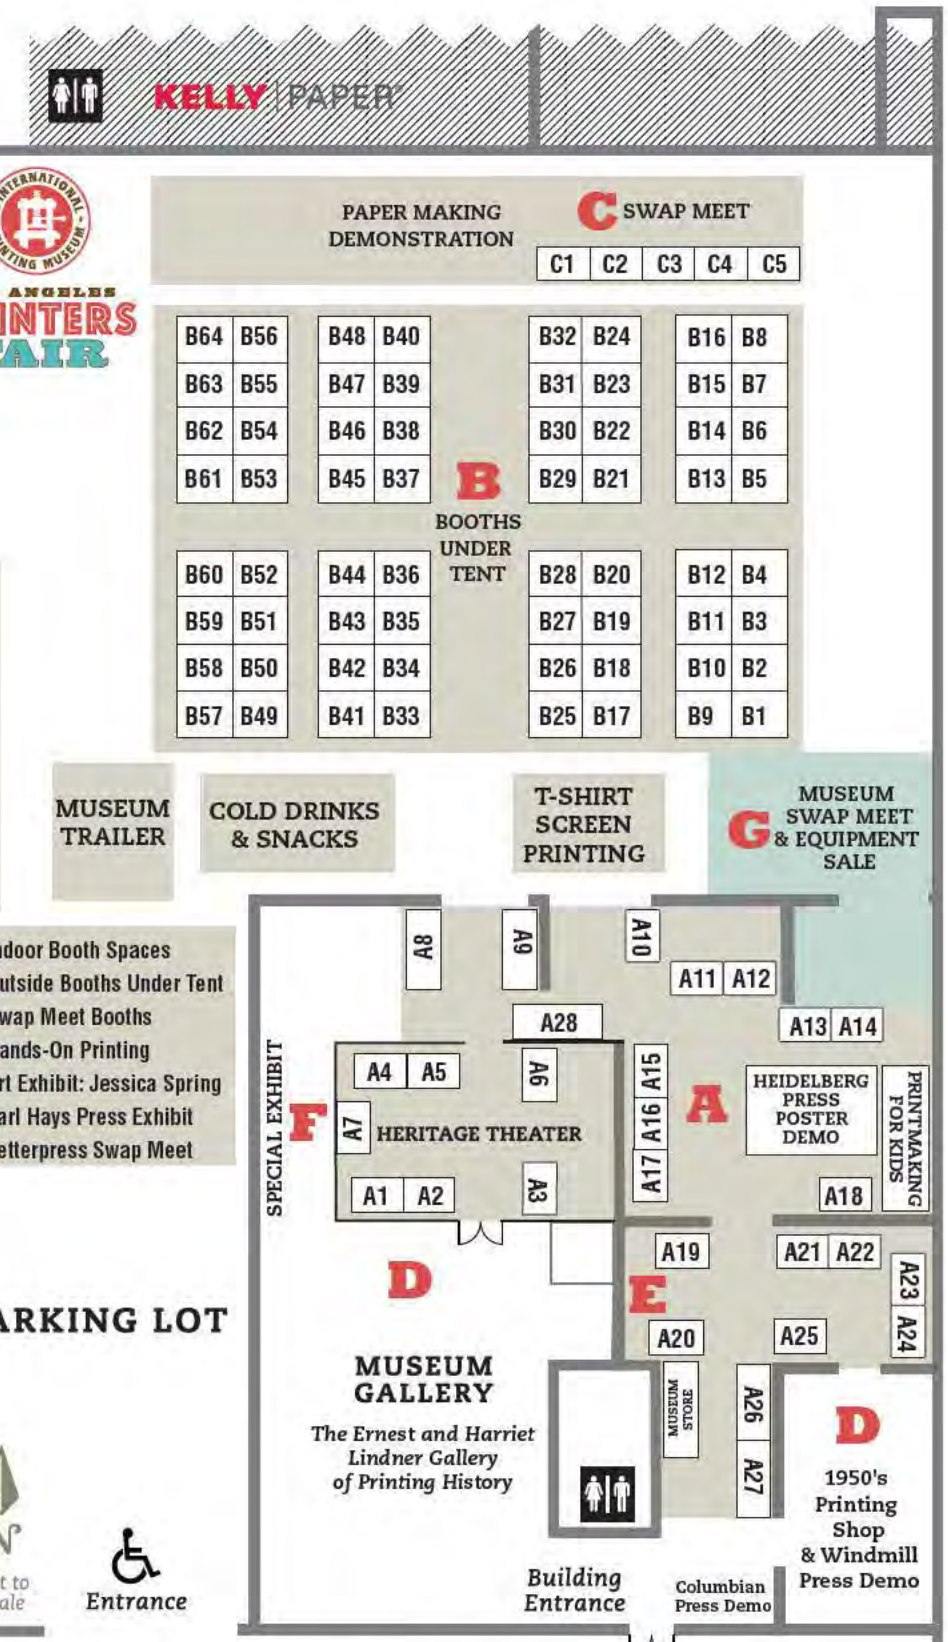 KELLY PAPER
INTERNATIONAL
PRINTING MUSEUM
ANGELES
INTERS
FAIR
PAPER MAKING
DEMONSTRATION
C SWAP MEET
C1 C2 C3 C4 C5
B64 B56 B48 B40 B32 B24 B16 B8
B63 B55 B47 B39 B31 B23 B15 B7
B62 B54 B46 B38 B30 B22 B14 B6
B61 B53 B45 B37 B29 B21 B13 B5
B
BOOTHS
UNDER
TENT
B60 B52 B44 B36 B28 B20 B12 B4
B59 B51 B43 B35 B27 B19 B11 B3
B58 B50 B42 B34 B26 B18 B10 B2
B57 B49 B41 B33 B25 B17 B9 B1
MUSEUM
TRAILER
COLD DRINKS
& SNACKS
T-SHIRT
SCREEN
PRINTING
G
MUSEUM
SWAP MEET
& EQUIPMENT
SALE
ndoor Booth Spaces
utside Booths Under Tent
wap Meet Booths
ands-On Printing
rt Exhibit: Jessica Spring
arl Hays Press Exhibit
etterpress Swap Meet
A8 A9 A10
A11 A12
A28
A13 A14
SPECIAL EXHIBIT
F
A4 A5 A6
A7
HERITAGE THEATER
A1 A2 A3
A15
A16
A17
A
HEIDELBERG
PRESS
POSTER
DEMO
PRINTMAKING
FOR KIDS
A18
A19
A21 A22
A23
A24
E
A20
A25
D
MUSEUM
GALLERY
The Ernest and Harriet
Lindner Gallery
of Printing History
MUSEUM
STORE
A26
A27
D
1950's
Printing
Shop
& Windmill
Press Demo
ARKING LOT
N
t to
ale
Entrance
Building
Entrance
Columbian
Press Demo